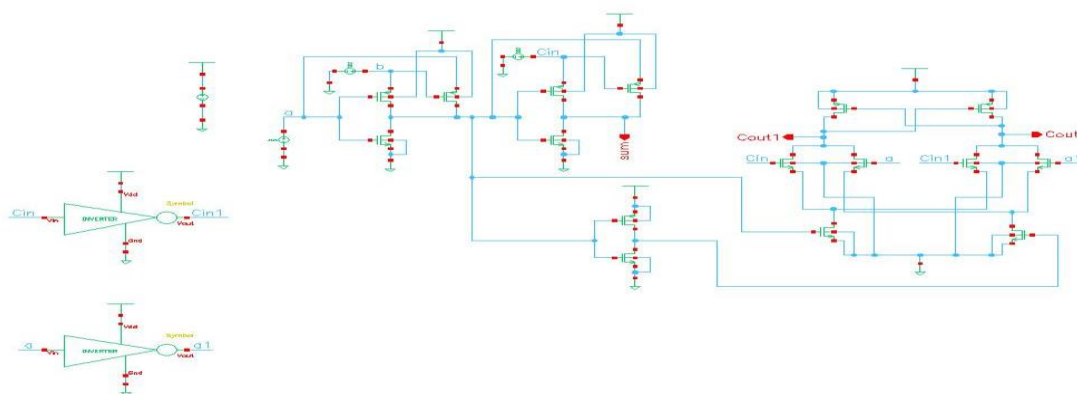 Cin
b
a
sum
Cout1
Cout
Cin
a
Cin1
a1
Vdd
Symbol
Cin
Vin
INVERTER
Vout
Cin1
Gnd
Vdd
Symbol
a
Vin
INVERTER
Vout
a1
Gnd